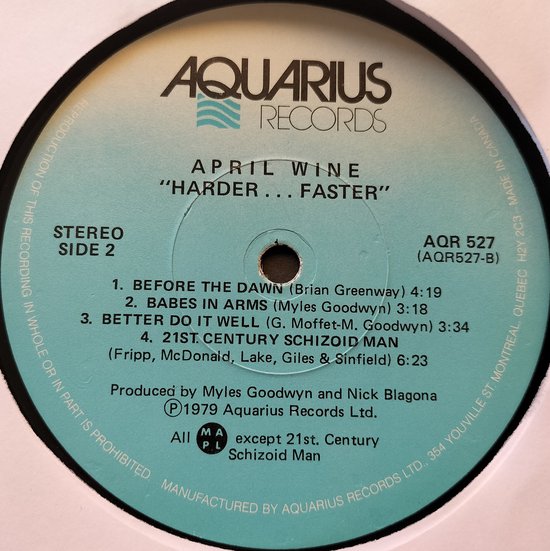 AQUARIUS
RECORDS
APRIL WINE
"HARDER... FASTER"
STEREO
SIDE 2
AQR 527
(AQR527-B)
1. BEFORE THE DAWN (Brian Greenway) 4:19
2. BABES IN ARMS (Myles Goodwyn) 3:18
3. BETTER DO IT WELL (G. Moffet-M. Goodwyn) 3:34
4. 21ST. CENTURY SCHIZOID MAN
(Fripp, McDonald, Lake, Giles & Sinfield) 6:23
Produced by Myles Goodwyn and Nick Blagona
Ⓟ1979 Aquarius Records Ltd.
All MAPL except 21st. Century
Schizoid Man
REPRODUCTION OF THIS RECORDING IN WHOLE OR IN PART IS PROHIBITED. MANUFACTURED BY AQUARIUS RECORDS LTD., 354 YOUVILLE ST MONTREAL QUEBEC H2Y 2C3 MADE IN CANADA